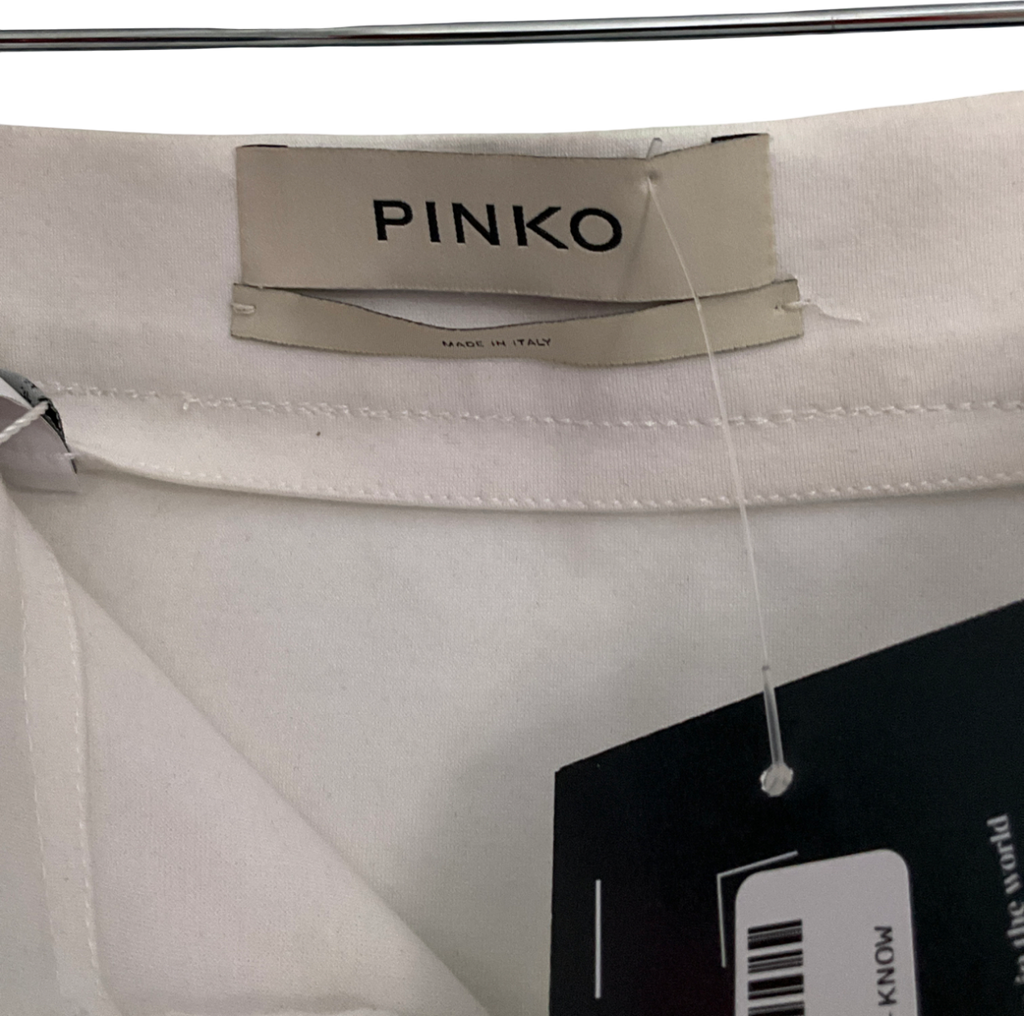 PINKO
MADE IN ITALY
- KNOW
in the world